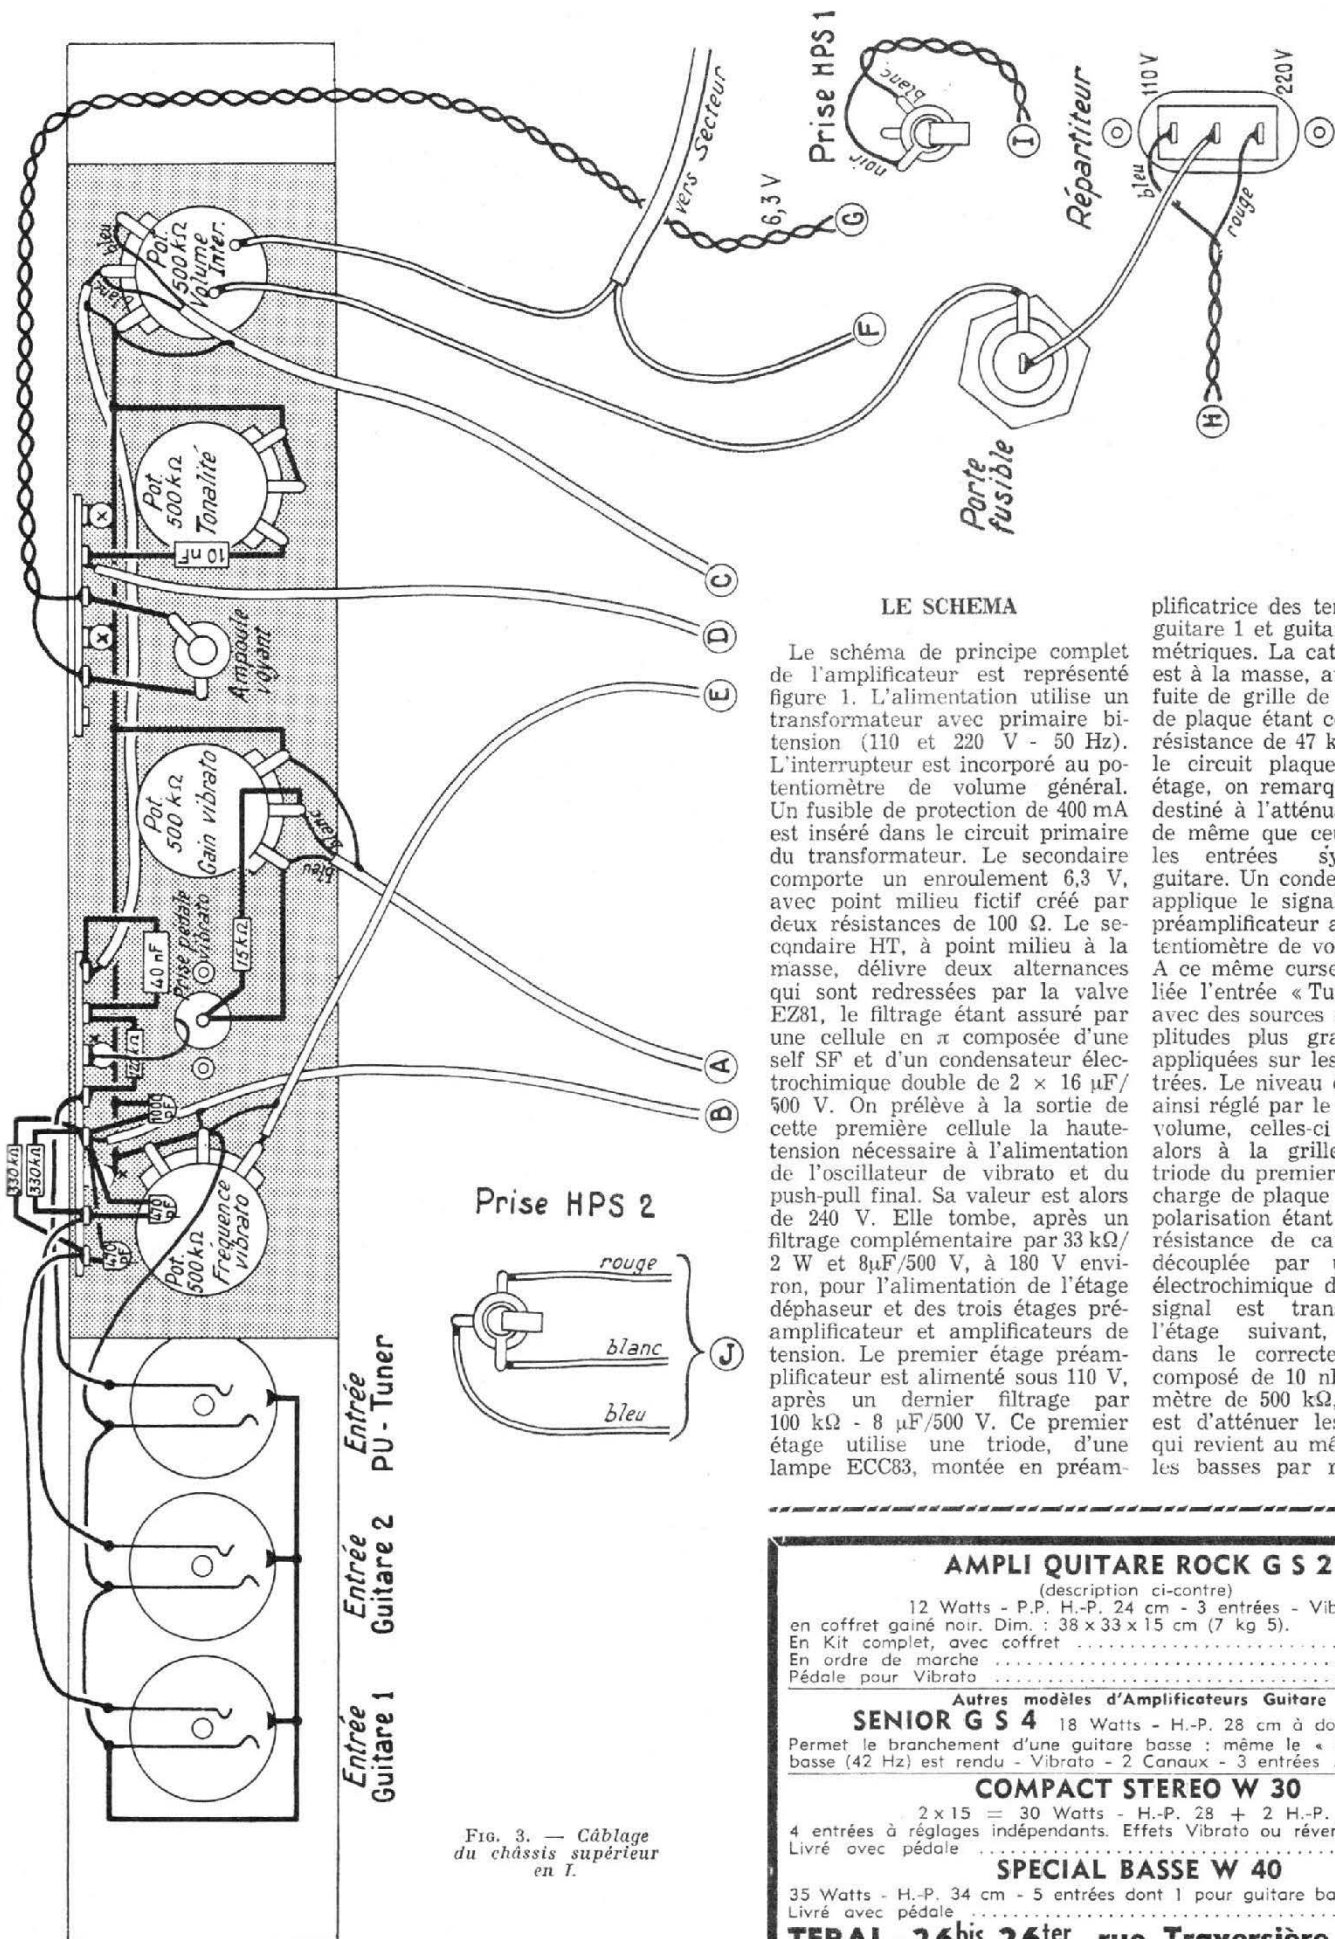 Prise HPS 1
blanc
noir
I
Répartiteur
110 V
220 V
bleu
rouge
H
vers Secteur
6,3 V
G
F
Porte
fusible
bleu
blanc
Pot.
500 kΩ
Volume
Inter.
Pot.
500 kΩ
Tonalité
10 nF
x
x
Ampoule
voyant
C
D
E
Pot
500 kΩ
Gain vibrato
blanc
bleu
15 kΩ
Prise pédale
vibrato
40 nF
1000
pF
330 kΩ
330 kΩ
470
pF
470
pF
x
x
A
B
Pot.
500 kΩ
Frequence
vibrato
Prise HPS 2
rouge
blanc
bleu
J
Entrée
PU - Tuner
Entrée
Guitare 2
Entrée
Guitare 1
FIG. 3. — Câblage
du châssis supérieur
en I.
LE SCHEMA
Le schéma de principe complet
de l'amplificateur est représenté
figure 1. L'alimentation utilise un
transformateur avec primaire bi-
tension (110 et 220 V - 50 Hz).
L'interrupteur est incorporé au po-
tentiomètre de volume général.
Un fusible de protection de 400 mA
est inséré dans le circuit primaire
du transformateur. Le secondaire
comporte un enroulement 6,3 V,
avec point milieu fictif créé par
deux résistances de 100 Ω. Le se-
condaire HT, à point milieu à la
masse, délivre deux alternances
qui sont redressées par la valve
EZ81, le filtrage étant assuré par
une cellule en π composée d'une
self SF et d'un condensateur élec-
trochimique double de 2 × 16 μF/
500 V. On prélève à la sortie de
cette première cellule la haute-
tension nécessaire à l'alimentation
de l'oscillateur de vibrato et du
push-pull final. Sa valeur est alors
de 240 V. Elle tombe, après un
filtrage complémentaire par 33 kΩ/
2 W et 8μF/500 V, à 180 V envi-
ron, pour l'alimentation de l'étage
déphaseur et des trois étages pré-
amplificateur et amplificateurs de
tension. Le premier étage préam-
plificateur est alimenté sous 110 V,
après un dernier filtrage par
100 kΩ - 8 μF/500 V. Ce premier
étage utilise une triode, d'une
lampe ECC83, montée en préam-
plificatrice des ten
guitare 1 et guita
métriques. La cat
est à la masse, a
fuite de grille de
de plaque étant c
résistance de 47 k
le circuit plaque
étage, on remarq
destiné à l'atténu
de même que ce
les entrées sy
guitare. Un conde
applique le signa
préamplificateur a
tentiomètre de vo
A ce même curse
liée l'entrée « Tu
avec des sources
plitudes plus gra
appliquées sur les
trées. Le niveau
ainsi réglé par le
volume, celles-ci
alors à la grille
triode du premier
charge de plaque
polarisation étant
résistance de ca
découplée par u
électrochimique d
signal est tran
l'étage suivant,
dans le correcte
composé de 10 nF
mètre de 500 kΩ,
est d'atténuer les
qui revient au mê
les basses par r
AMPLI QUITARE ROCK G S 2
(description ci-contre)
12 Watts - P.P. H.-P. 24 cm - 3 entrées - Vib
en coffret gainé noir. Dim. : 38 x 33 x 15 cm (7 kg 5).
En Kit complet, avec coffret
En ordre de marche
Pédale pour Vibrato
Autres modèles d'Amplificateurs Guitare
SENIOR G S 4 18 Watts - H.-P. 28 cm à do
Permet le branchement d'une guitare basse : même le «
basse (42 Hz) est rendu - Vibrato - 2 Canaux - 3 entrées
COMPACT STEREO W 30
2 x 15 = 30 Watts - H.-P. 28 + 2 H.-P.
4 entrées à réglages indépendants. Effets Vibrato ou réver
Livré avec pédale
SPECIAL BASSE W 40
35 Watts - H.-P. 34 cm - 5 entrées dont 1 pour guitare ba
Livré avec pédale
TERAL 26bis 26ter, rue Traversière